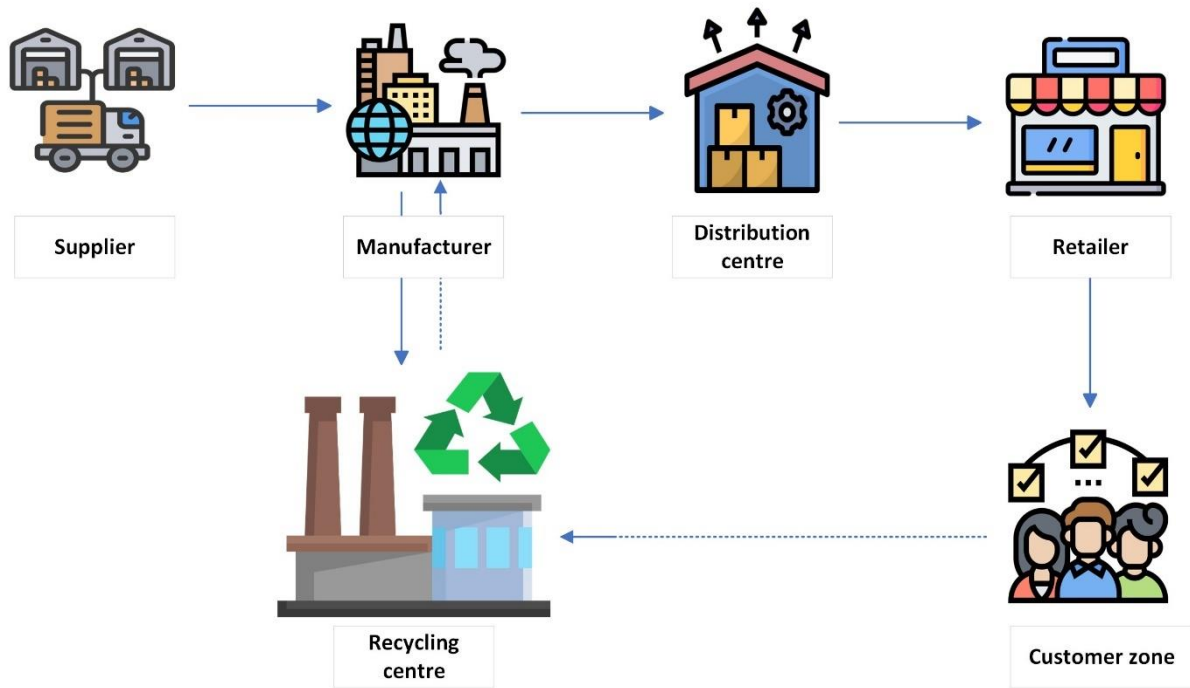 Supplier
Manufacturer
Distribution
centre
Retailer
Recycling
centre
Customer zone